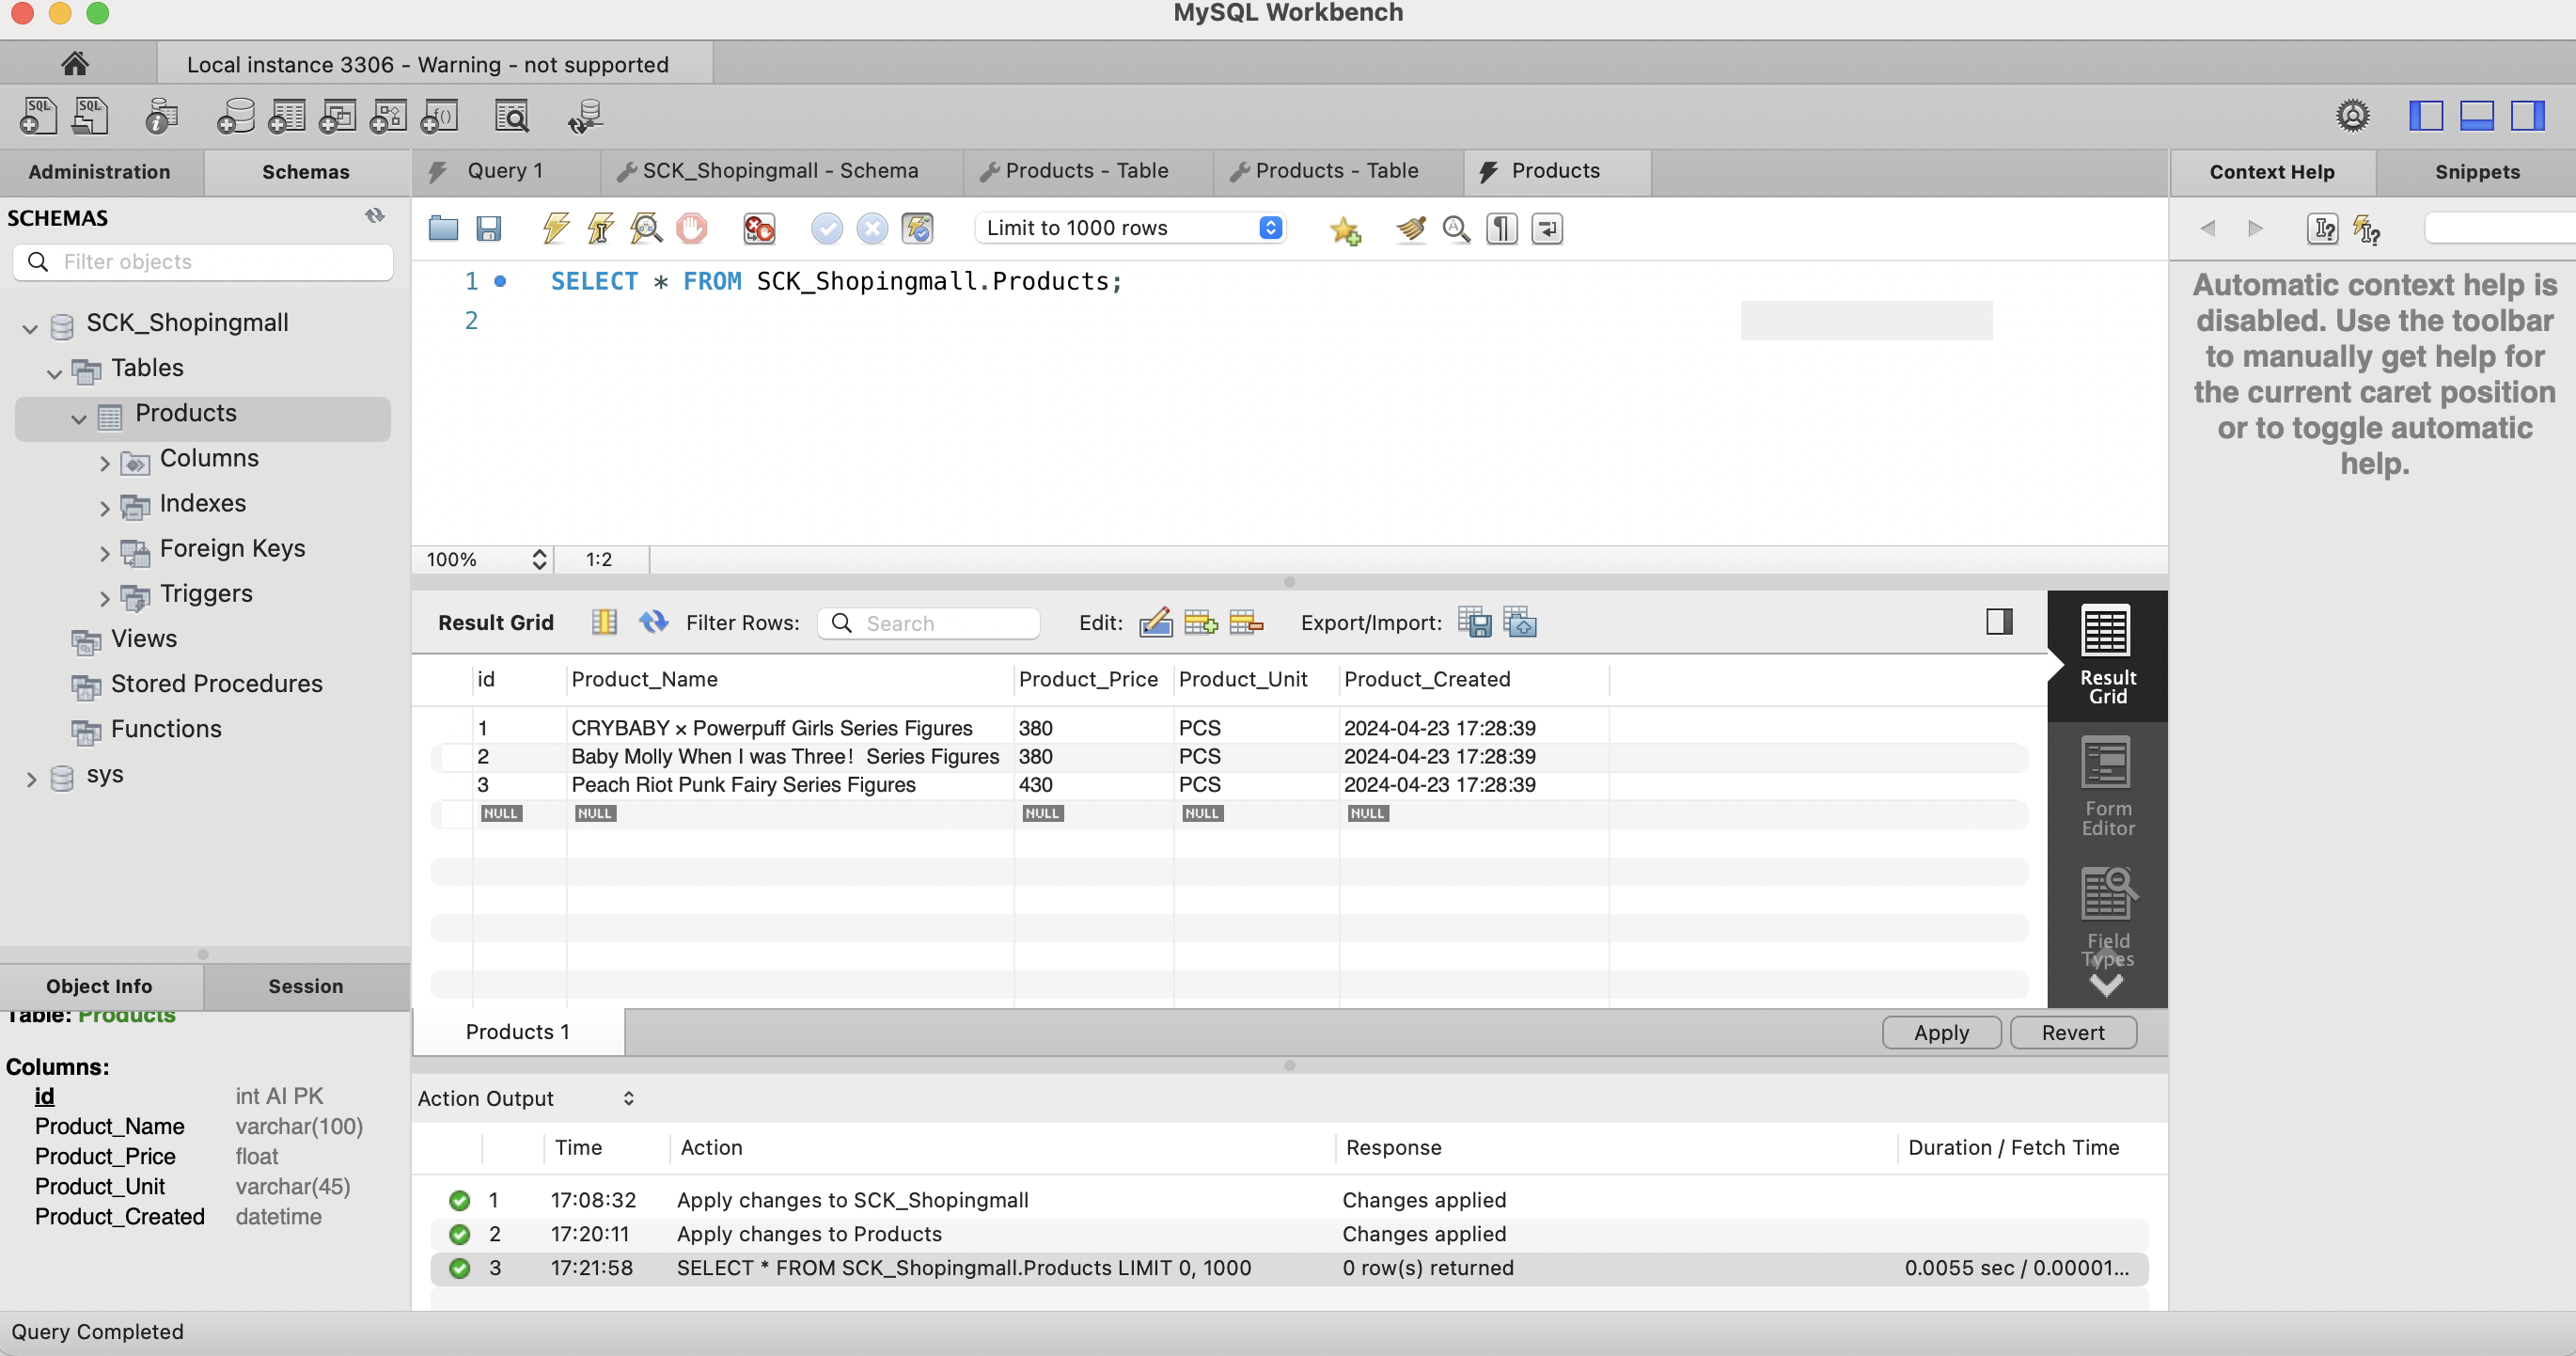 MySQL Workbench
Local instance 3306 - Warning - not supported
Administration
Schemas
Query 1
SCK_Shopingmall - Schema
Products - Table
Products - Table
Products
Context Help
Snippets
SCHEMAS
Filter objects
Limit to 1000 rows
SCK_Shopingmall
Tables
Products
Columns
Indexes
Foreign Keys
Triggers
Views
Stored Procedures
Functions
sys
1 SELECT * FROM SCK_Shopingmall.Products;
2
Automatic context help is
disabled. Use the toolbar
to manually get help for
the current caret position
or to toggle automatic
help.
100% 1:2
Result Grid Filter Rows: Search Edit: Export/Import:
id Product_Name Product_Price Product_Unit Product_Created
1 CRYBABY × Powerpuff Girls Series Figures 380 PCS 2024-04-23 17:28:39
2 Baby Molly When I was Three！ Series Figures 380 PCS 2024-04-23 17:28:39
3 Peach Riot Punk Fairy Series Figures 430 PCS 2024-04-23 17:28:39
NULL NULL NULL NULL NULL
Result
Grid
Form
Editor
Field
Types
Products 1
Apply
Revert
Object Info
Session
Table: Products
Columns:
id int AI PK
Product_Name varchar(100)
Product_Price float
Product_Unit varchar(45)
Product_Created datetime
Action Output
Time Action Response Duration / Fetch Time
1 17:08:32 Apply changes to SCK_Shopingmall Changes applied
2 17:20:11 Apply changes to Products Changes applied
3 17:21:58 SELECT * FROM SCK_Shopingmall.Products LIMIT 0, 1000 0 row(s) returned 0.0055 sec / 0.00001...
Query Completed